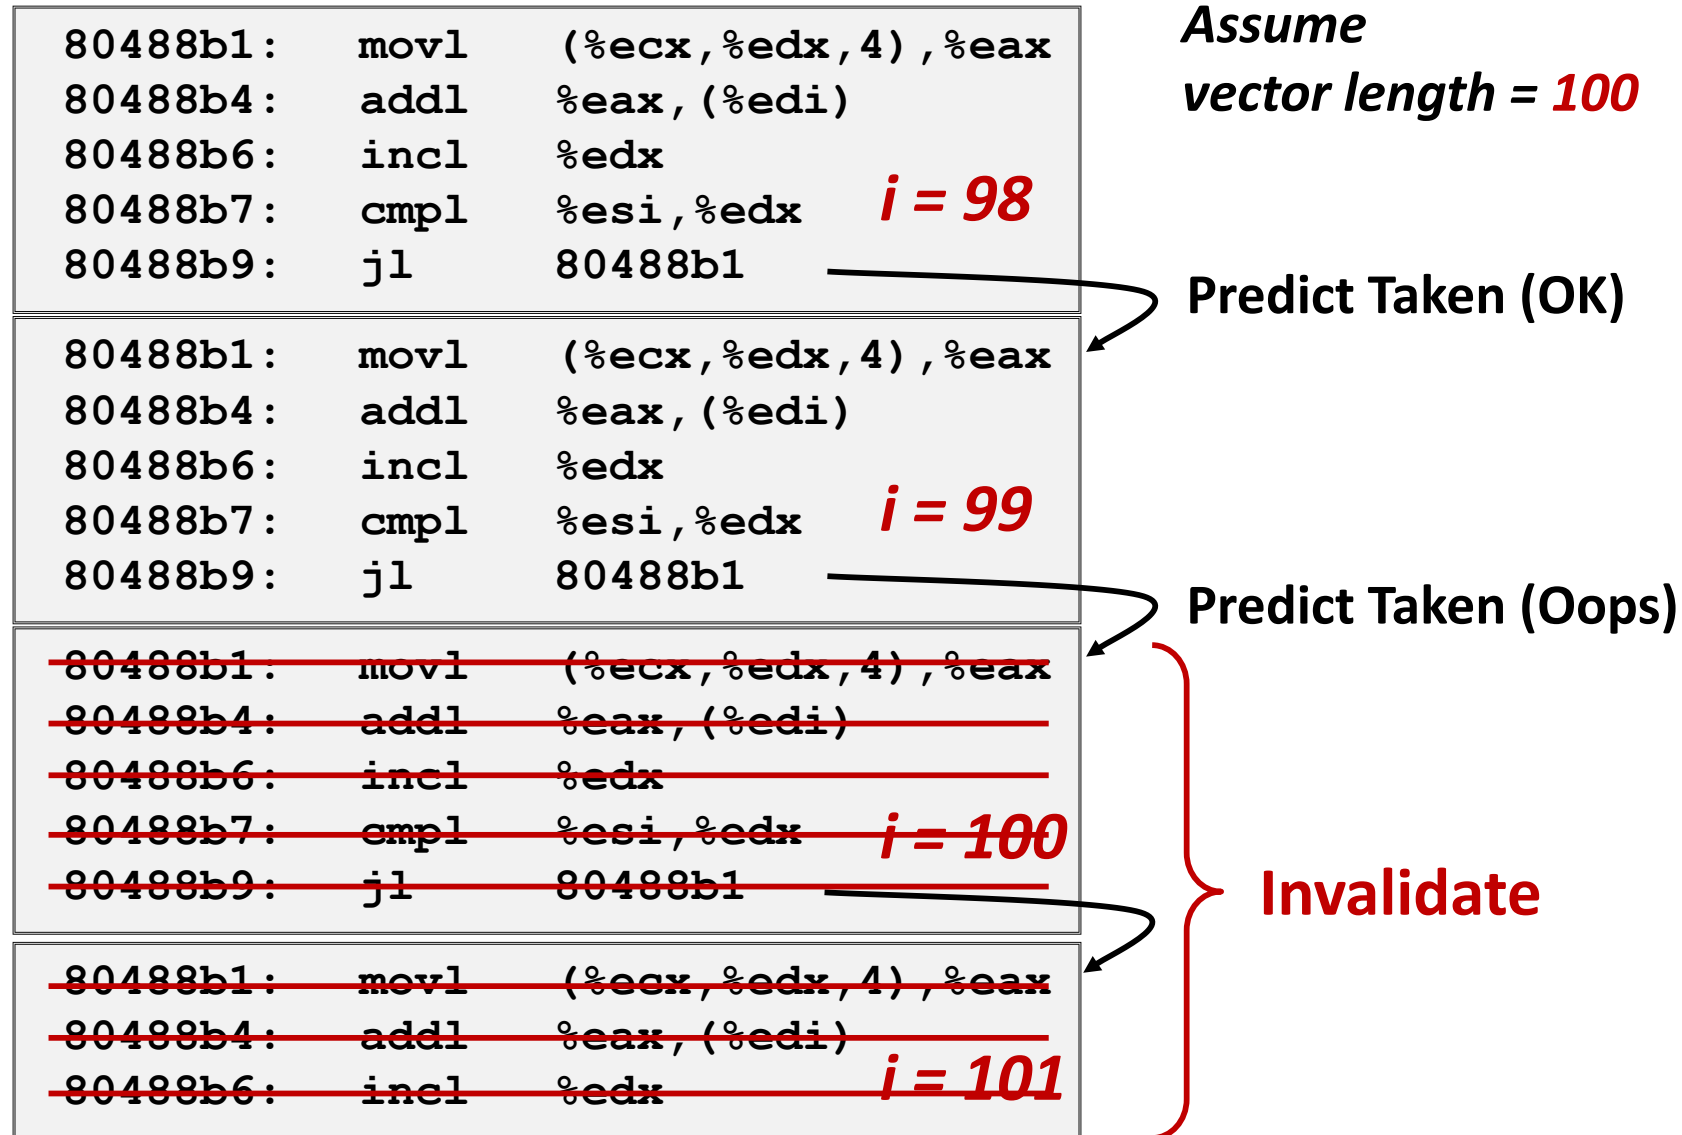 80488b1: movl (%ecx,%edx,4),%eax
80488b4: addl %eax,(%edi)
80488b6: incl %edx
80488b7: cmpl %esi,%edx
i = 98
80488b9: jl 80488b1
Assume
vector length = 100
Predict Taken (OK)
80488b1: movl (%ecx,%edx,4),%eax
80488b4: addl %eax,(%edi)
80488b6: incl %edx
80488b7: cmpl %esi,%edx
i = 99
80488b9: jl 80488b1
Predict Taken (Oops)
80488b1: movl (%ecx,%edx,4),%eax
80488b4: addl %eax,(%edi)
80488b6: incl %edx
80488b7: cmpl %esi,%edx
i = 100
80488b9: jl 80488b1
Invalidate
80488b1: movl (%ecx,%edx,4),%eax
80488b4: addl %eax,(%edi)
80488b6: incl %edx
i = 101